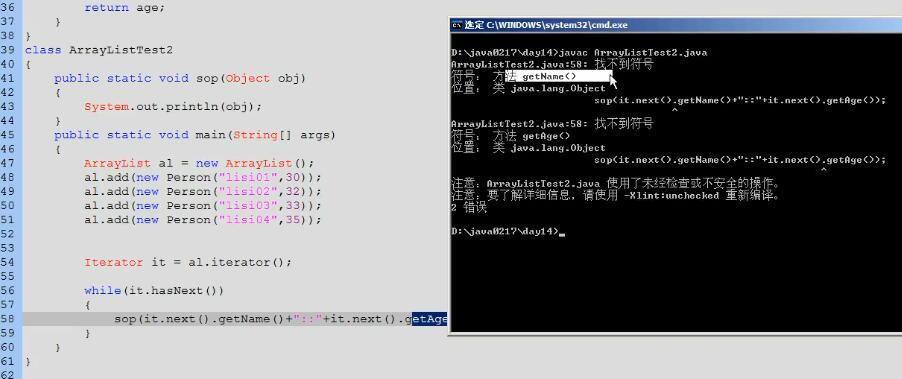 36 return age;
37 }
38 }
39 class ArrayListTest2
40 {
41 public static void sop(Object obj)
42 {
43 System.out.println(obj);
44 }
45 public static void main(String[] args)
46 {
47 ArrayList al = new ArrayList();
48 al.add(new Person("lisi01",30));
49 al.add(new Person("lisi02",32));
50 al.add(new Person("lisi03",33));
51 al.add(new Person("lisi04",35));
52
53
54 Iterator it = al.iterator();
55
56 while(it.hasNext())
57 {
58 sop(it.next().getName()+"::"+it.next().getAge
59 }
60 }
61 }
62
选定 C:\WINDOWS\system32\cmd.exe
D:\java0217\day14>javac ArrayListTest2.java
ArrayListTest2.java:58: 找不到符号
符号: 方法 getName()
位置: 类 java.lang.Object
sop(it.next().getName()+"::"+it.next().getAge());
^
ArrayListTest2.java:58: 找不到符号
符号: 方法 getAge()
位置: 类 java.lang.Object
sop(it.next().getName()+"::"+it.next().getAge());
^
注意:ArrayListTest2.java 使用了未经检查或不安全的操作。
注意:要了解详细信息,请使用 -Xlint:unchecked 重新编译。
2 错误
D:\java0217\day14>_